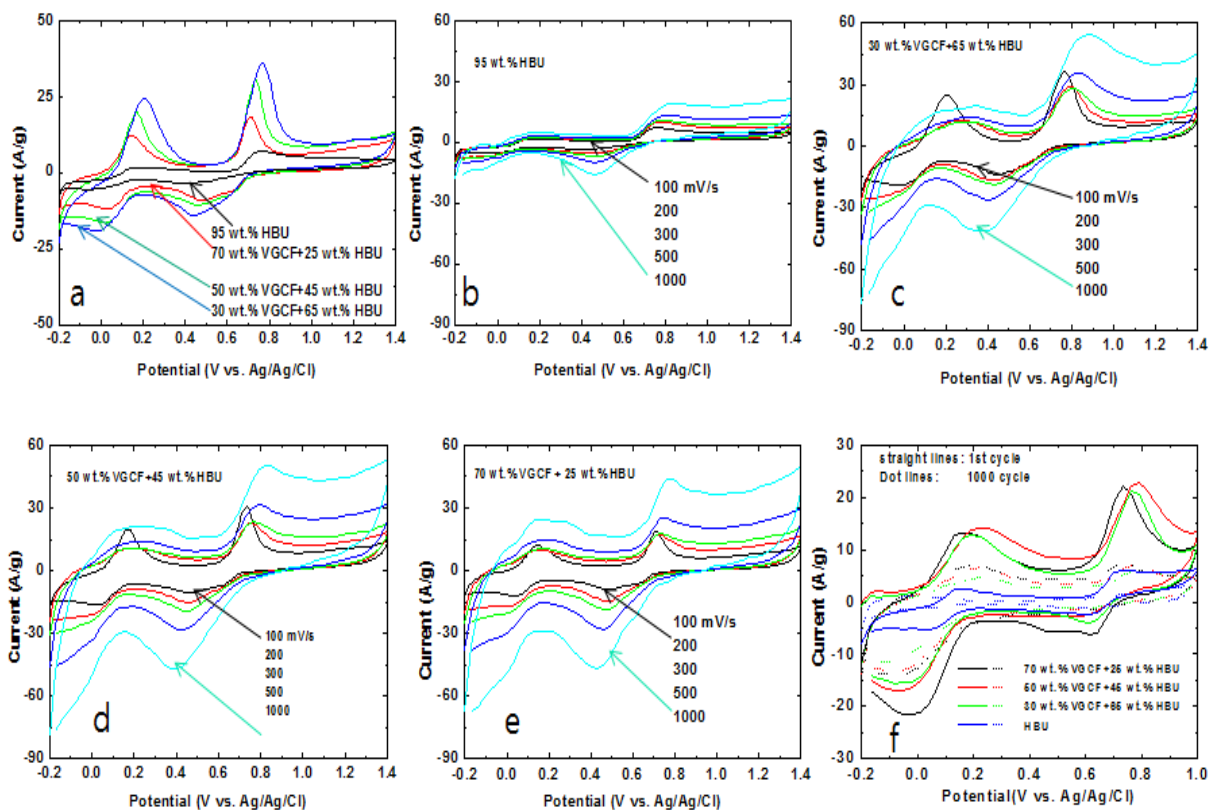 50
25
0
-25
50
Current (A/g)
95 wt.% HBU
70 wt.% VGCF+25 wt.% HBU
50 wt.% VGCF+45 wt.% HBU
30 wt.% VGCF+65 wt.% HBU
a
-0.2 0.0 0.2 0.4 0.6 0.8 1.0 1.2 1.4
Potential (V vs. Ag/Ag/Cl)
90
60
30
0
-30
-60
-90
Current (A/g)
95 wt.% HBU
100 mV/s
200
300
500
1000
b
-0.2 0.0 0.2 0.4 0.6 0.8 1.0 1.2 1.4
Potential (V vs. Ag/Ag/Cl)
60
30
0
-30
-60
-90
Current (A/g)
30 wt.% VGCF+65 wt.% HBU
100 mV/s
200
300
500
1000
c
-0.2 0.0 0.2 0.4 0.6 0.8 1.0 1.2 1.4
Potential (V vs. Ag/Ag/Cl)
60
30
0
-30
-60
-90
Current (A/g)
50 wt.% VGCF+45 wt.% HBU
100 mV/s
200
300
500
1000
d
-0.2 0.0 0.2 0.4 0.6 0.8 1.0 1.2 1.4
Potential (V vs. Ag/Ag/Cl)
60
30
0
-30
-60
-90
Current (A/g)
70 wt.% VGCF + 25 wt.% HBU
100 mV/s
200
300
500
1000
e
-0.2 0.0 0.2 0.4 0.6 0.8 1.0 1.2 1.4
Potential (V vs. Ag/Ag/Cl)
30
20
10
0
-10
-20
-30
Current (A/g)
straight lines : 1st cycle
Dot lines : 1000 cycle
70 wt.% VGCF+25 wt.% HBU
50 wt.% VGCF+45 wt.% HBU
30 wt.% VGCF+65 wt.% HBU
HBU
f
-0.2 0.0 0.2 0.4 0.6 0.8 1.0
Potential(V vs. Ag/Ag/Cl)